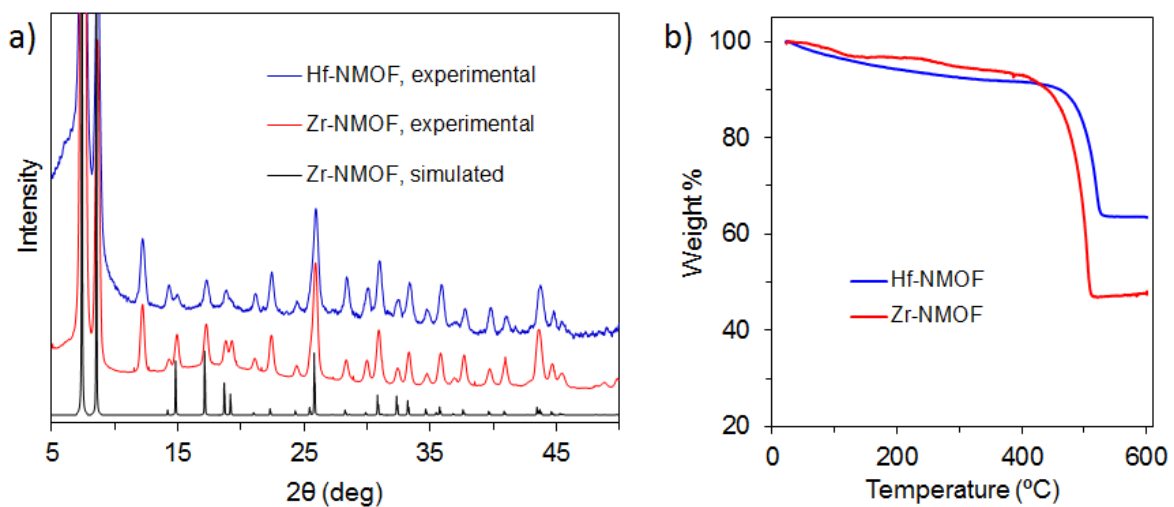 a)
Intensity
Hf-NMOF, experimental
Zr-NMOF, experimental
Zr-NMOF, simulated
5 15 25 35 45
2θ (deg)
b)
Weight %
100
80
60
40
20
Hf-NMOF
Zr-NMOF
0 200 400 600
Temperature (ºC)